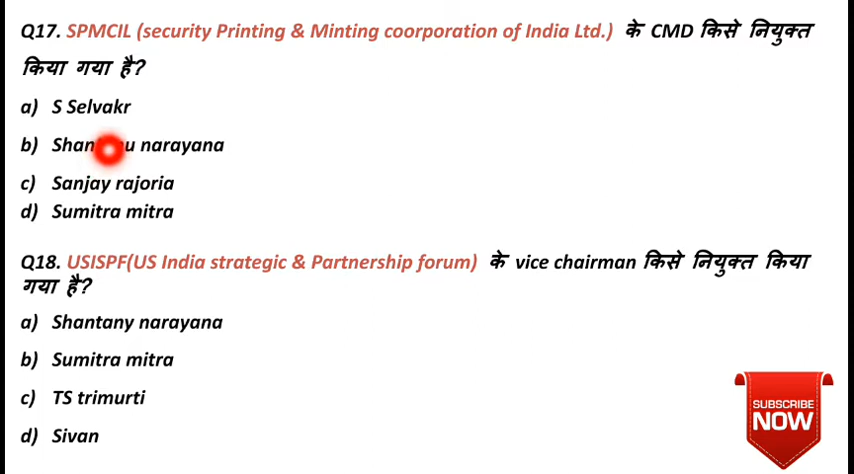 Q17. SPMCIL (security Printing & Minting coorporation of India Ltd.) के CMD किसे नियुक्त
किया गया है?
a) S Selvakr
b) narayana
c) Sanjay rajoria
d) Sumitra mitra
Q18. USISPF(US India strategic & Partnership forum) के vice chairman किसे नियुक्त किया
गया है?
a) Shantany narayana
b) Sumitra mitra
c) TS trimurti
d) Sivan
SUBSCRIBE
NOW